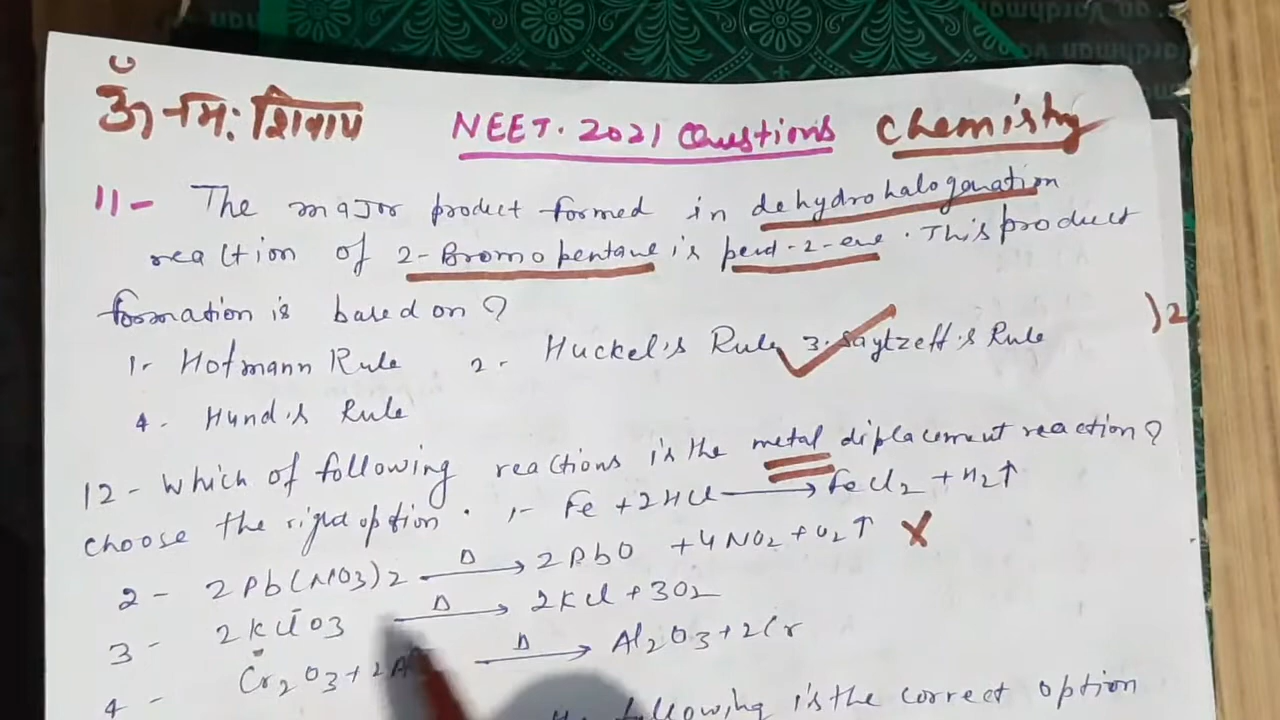 ॐ नमः शिवाय NEET. 2021 Questions Chemistry
11- The major product formed in dehydrohalogenation
reaction of 2-Bromopentane is pent-2-ene. This product
formation is based on?
1. Hofmann Rule 2. Huckel's Rule 3. Saytzeff's Rule
4. Hund's Rule
12
12- Which of following reactions is the metal diplacement reaction?
choose the right option. 1- Fe + 2HCl → FeCl2 + H2↑
2- 2Pb(NO3)2 Δ→ 2PbO + 4NO2 + O2↑ X
3- 2KClO3 Δ→ 2KCl + 3O2
4- Cr2O3 + 2A Δ→ Al2O3 + 2Cr
following is the correct option